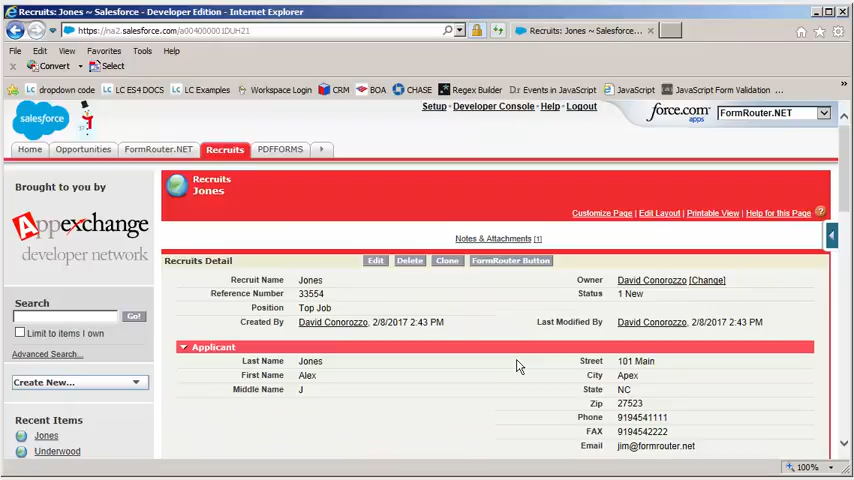 Recruits: Jones ~ Salesforce - Developer Edition - Internet Explorer
https://na2.salesforce.com/a00400001DUH21
Recruits: Jones ~ Salesforce...
File Edit View Favorites Tools Help
Convert Select
LC dropdown code LC LC ES4 DOCS LC LC Examples Workspace Login CRM BOA CHASE Regex Builder D:r Events in JavaScript JavaScript JavaScript Form Validation ...
salesforce
Setup · Developer Console · Help · Logout
force.com
apps
FormRouter.NET
Home Opportunities FormRouter.NET Recruits PDFFORMS
Brought to you by
Appexchange
developer network
Recruits
Jones
Customize Page | Edit Layout | Printable View | Help for this Page ?
Notes & Attachments [1]
Recruits Detail Edit Delete Clone FormRouter Button
Recruit Name Jones Owner David Conorozzo [Change]
Reference Number 33554 Status 1 New
Position Top Job
Created By David Conorozzo, 2/8/2017 2:43 PM Last Modified By David Conorozzo, 2/8/2017 2:43 PM
Search
Go!
Limit to items I own
Advanced Search...
Create New...
Recent Items
Jones
Underwood
Applicant
Last Name Jones Street 101 Main
First Name Alex City Apex
Middle Name J State NC
Zip 27523
Phone 9194541111
FAX 9194542222
Email jim@formrouter.net
100%